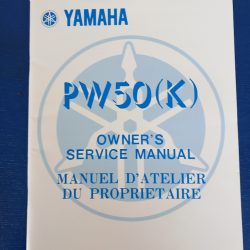 YAMAHA
PW50(K)
OWNER'S
SERVICE MANUAL
MANUEL D'ATELIER
DU PROPRIETAIRE